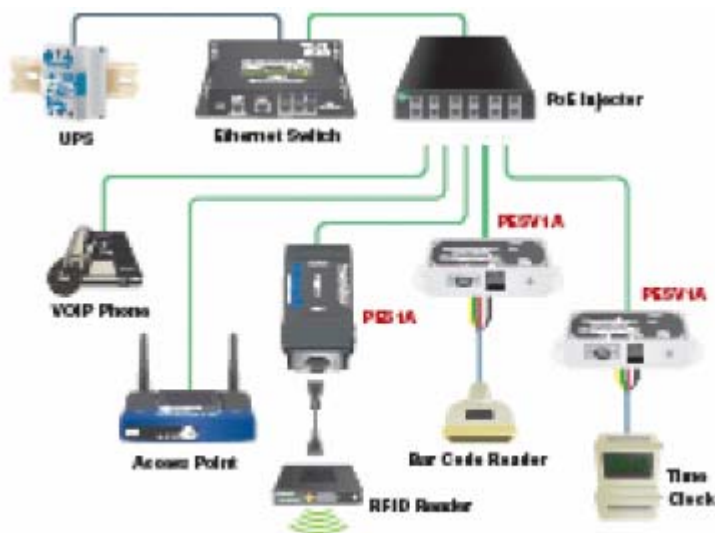 UPS
Ethernet Switch
PoE Injector
VOIP Phone
PES1A
PESV1A
PESV1A
Access Point
Bar Code Reader
RFID Reader
Time
Clock